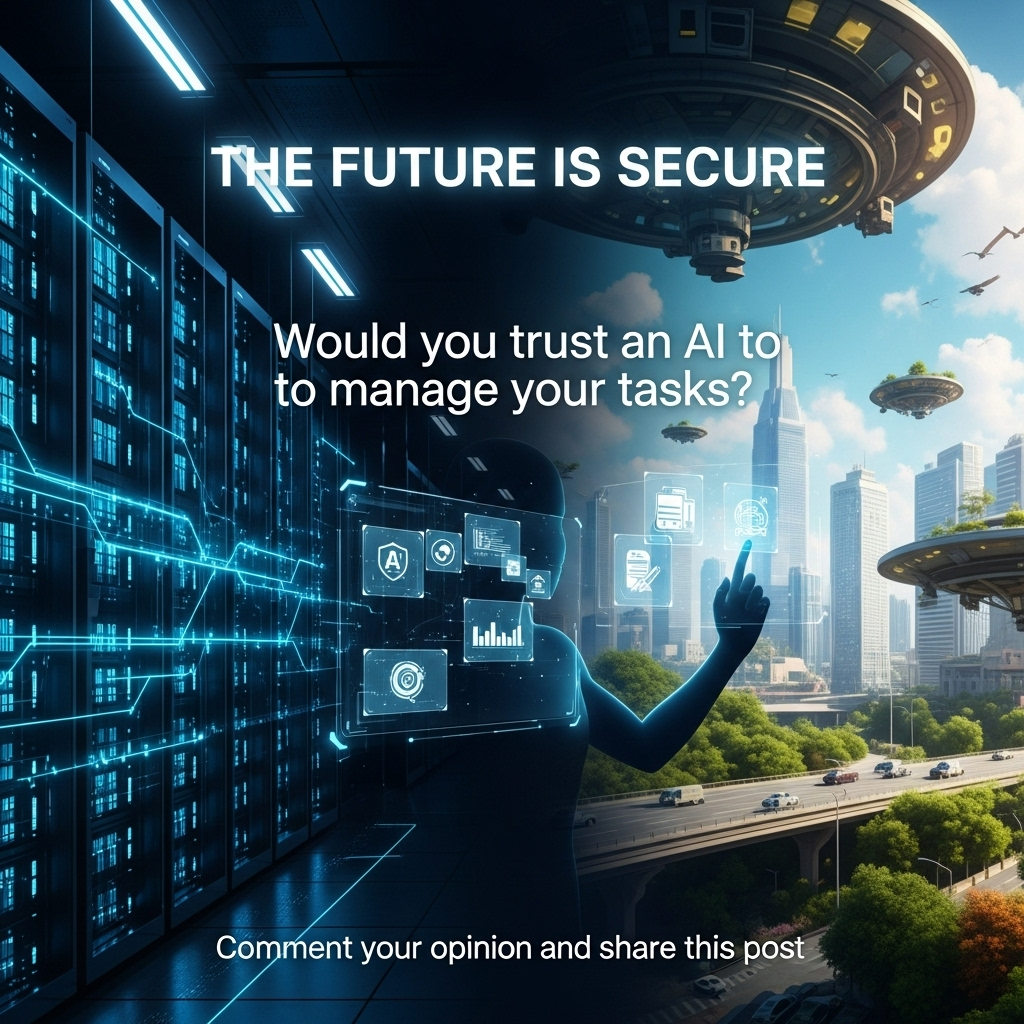 THE FUTURE IS SECURE
Would you trust an AI to
to manage your tasks?
A
Comment your opinion and share this post